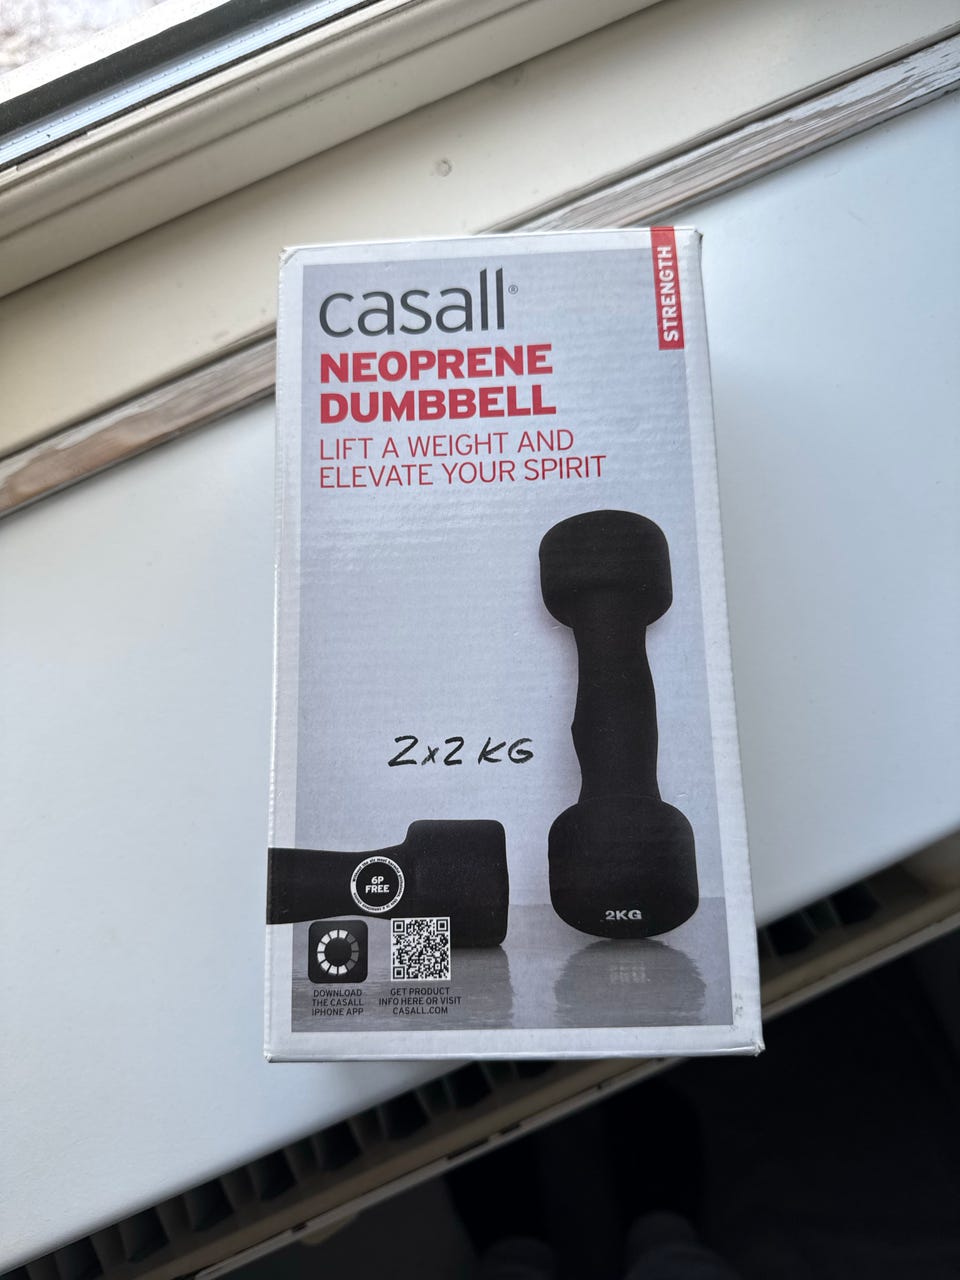 casall®
NEOPRENE
DUMBBELL
LIFT A WEIGHT AND
ELEVATE YOUR SPIRIT
STRENGTH
2x2 KG
6P
FREE
2KG
DOWNLOAD
THE CASALL
IPHONE APP
GET PRODUCT
INFO HERE OR VISIT
CASALL.COM